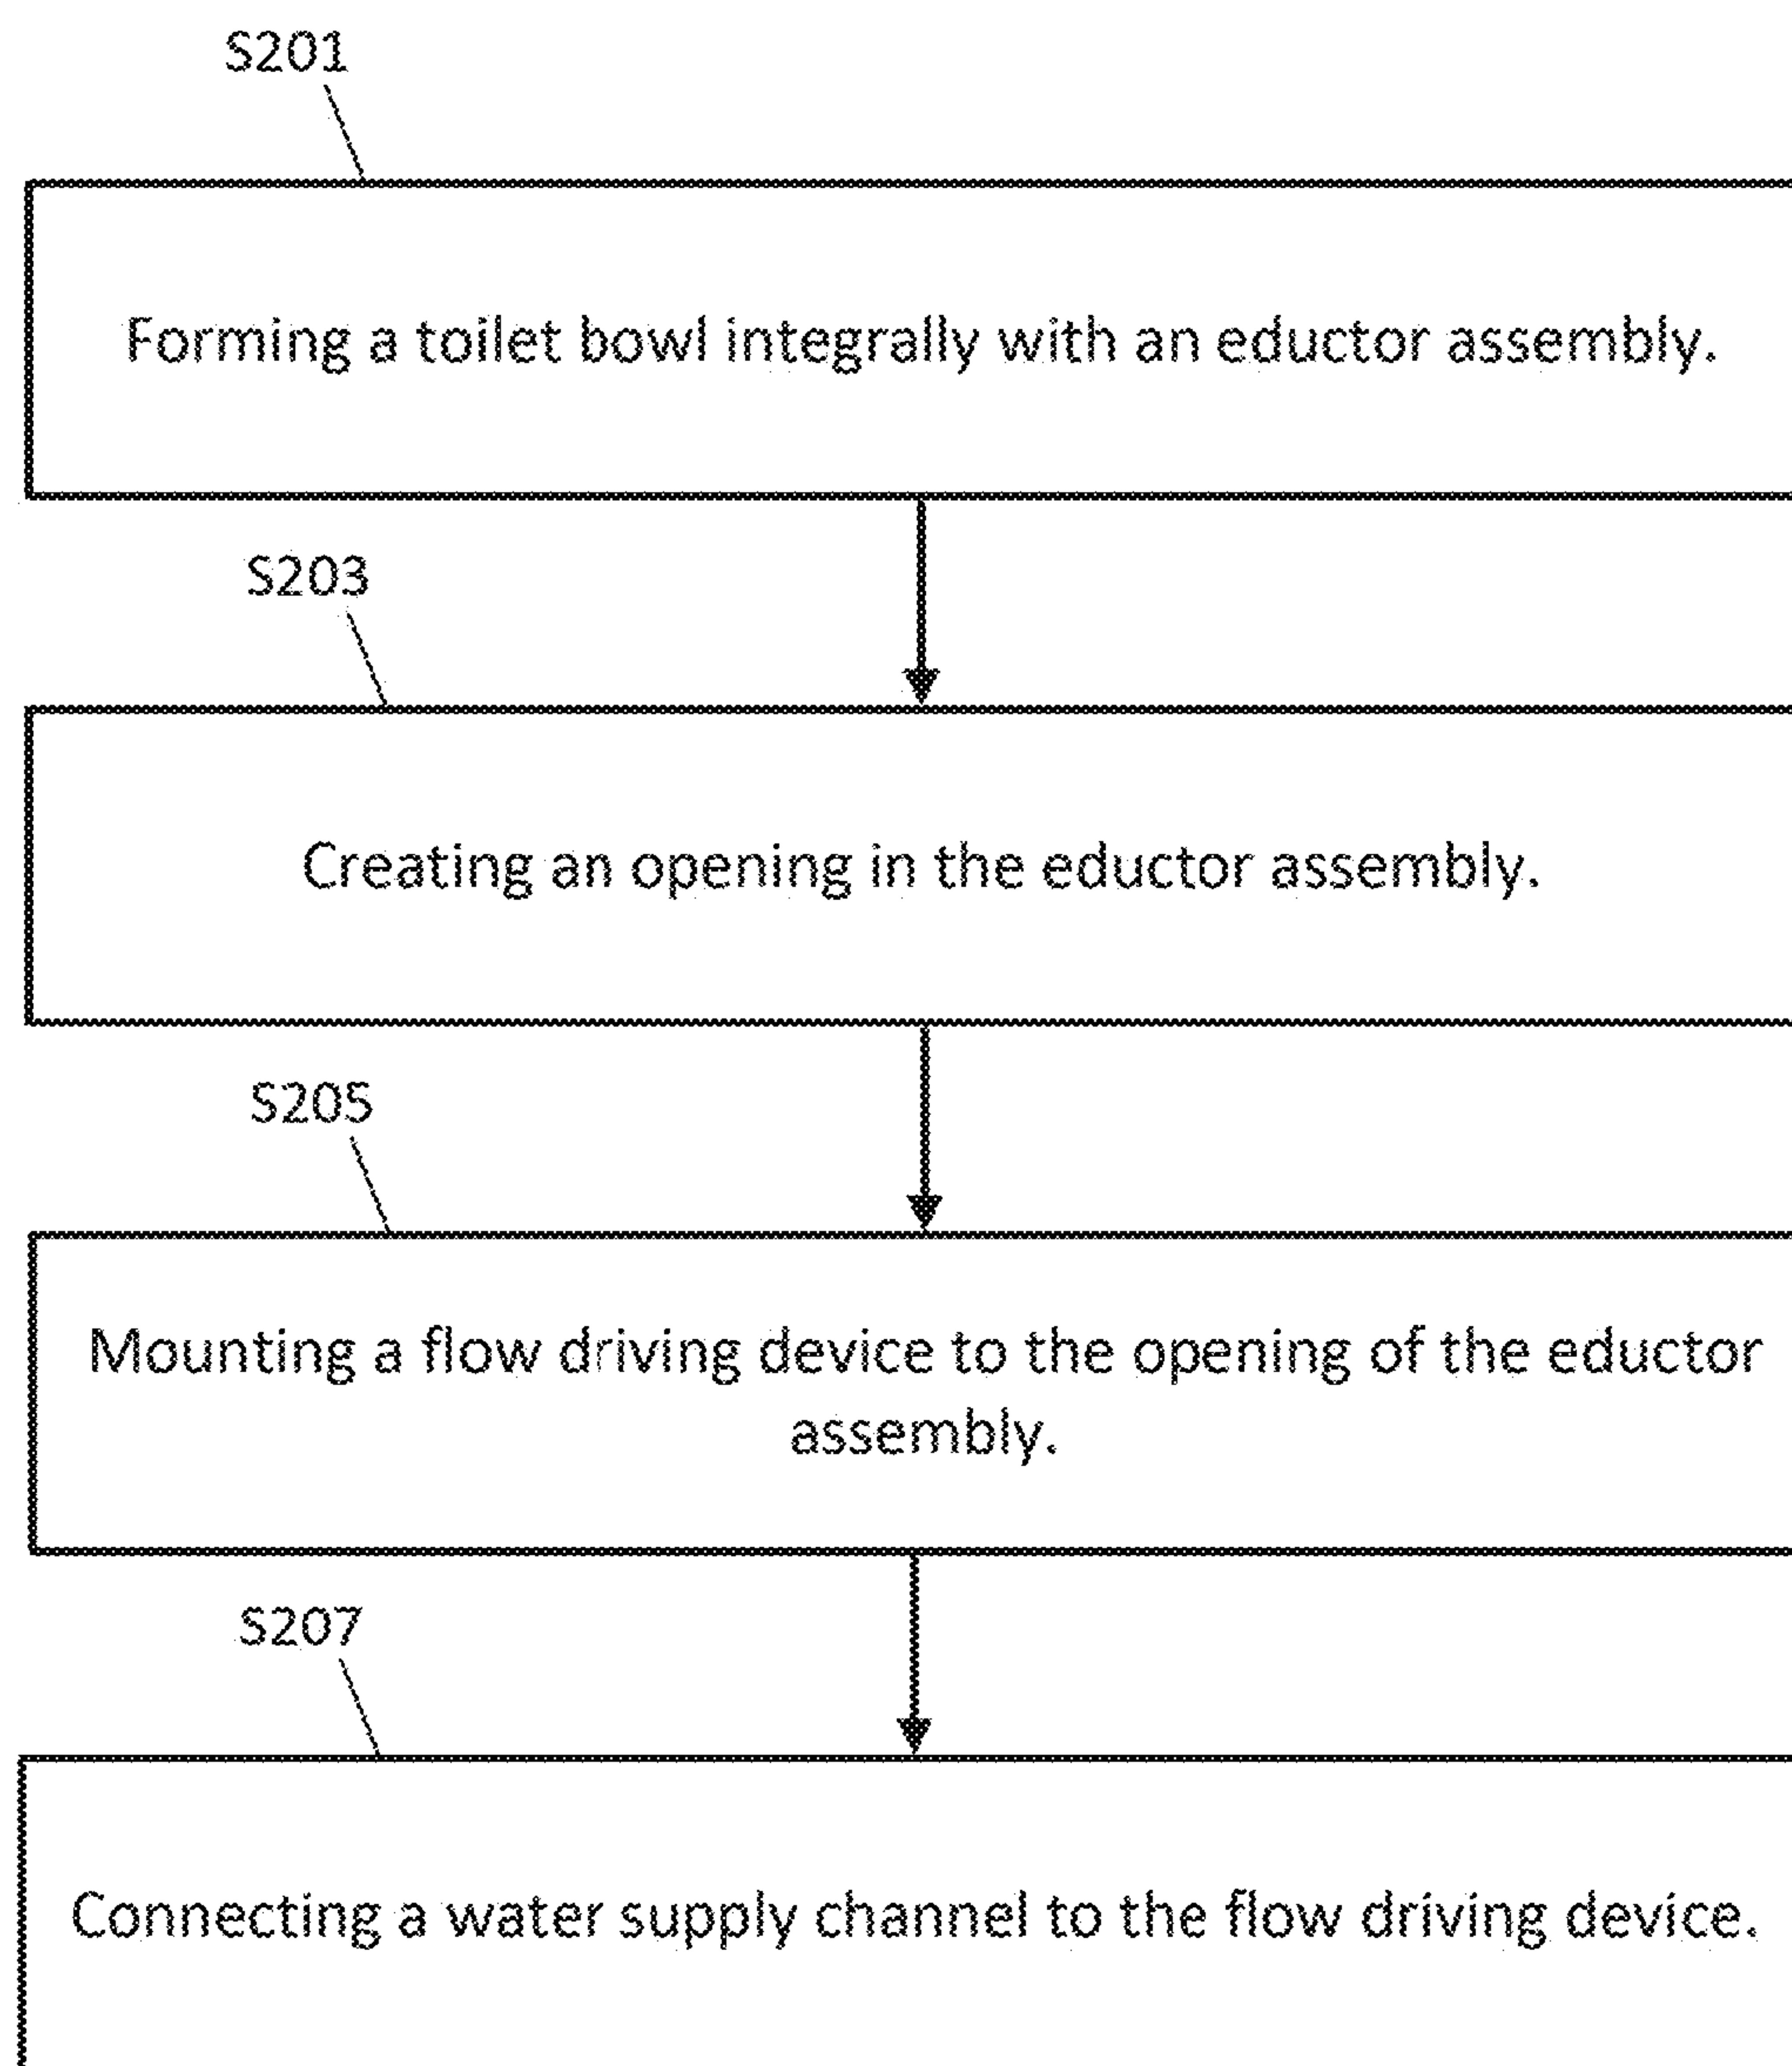 S201
Forming a toilet bowl integrally with an eductor assembly.
S203
Creating an opening in the eductor assembly.
S205
Mounting a flow driving device to the opening of the eductor
assembly.
S207
Connecting a water supply channel to the flow driving device.